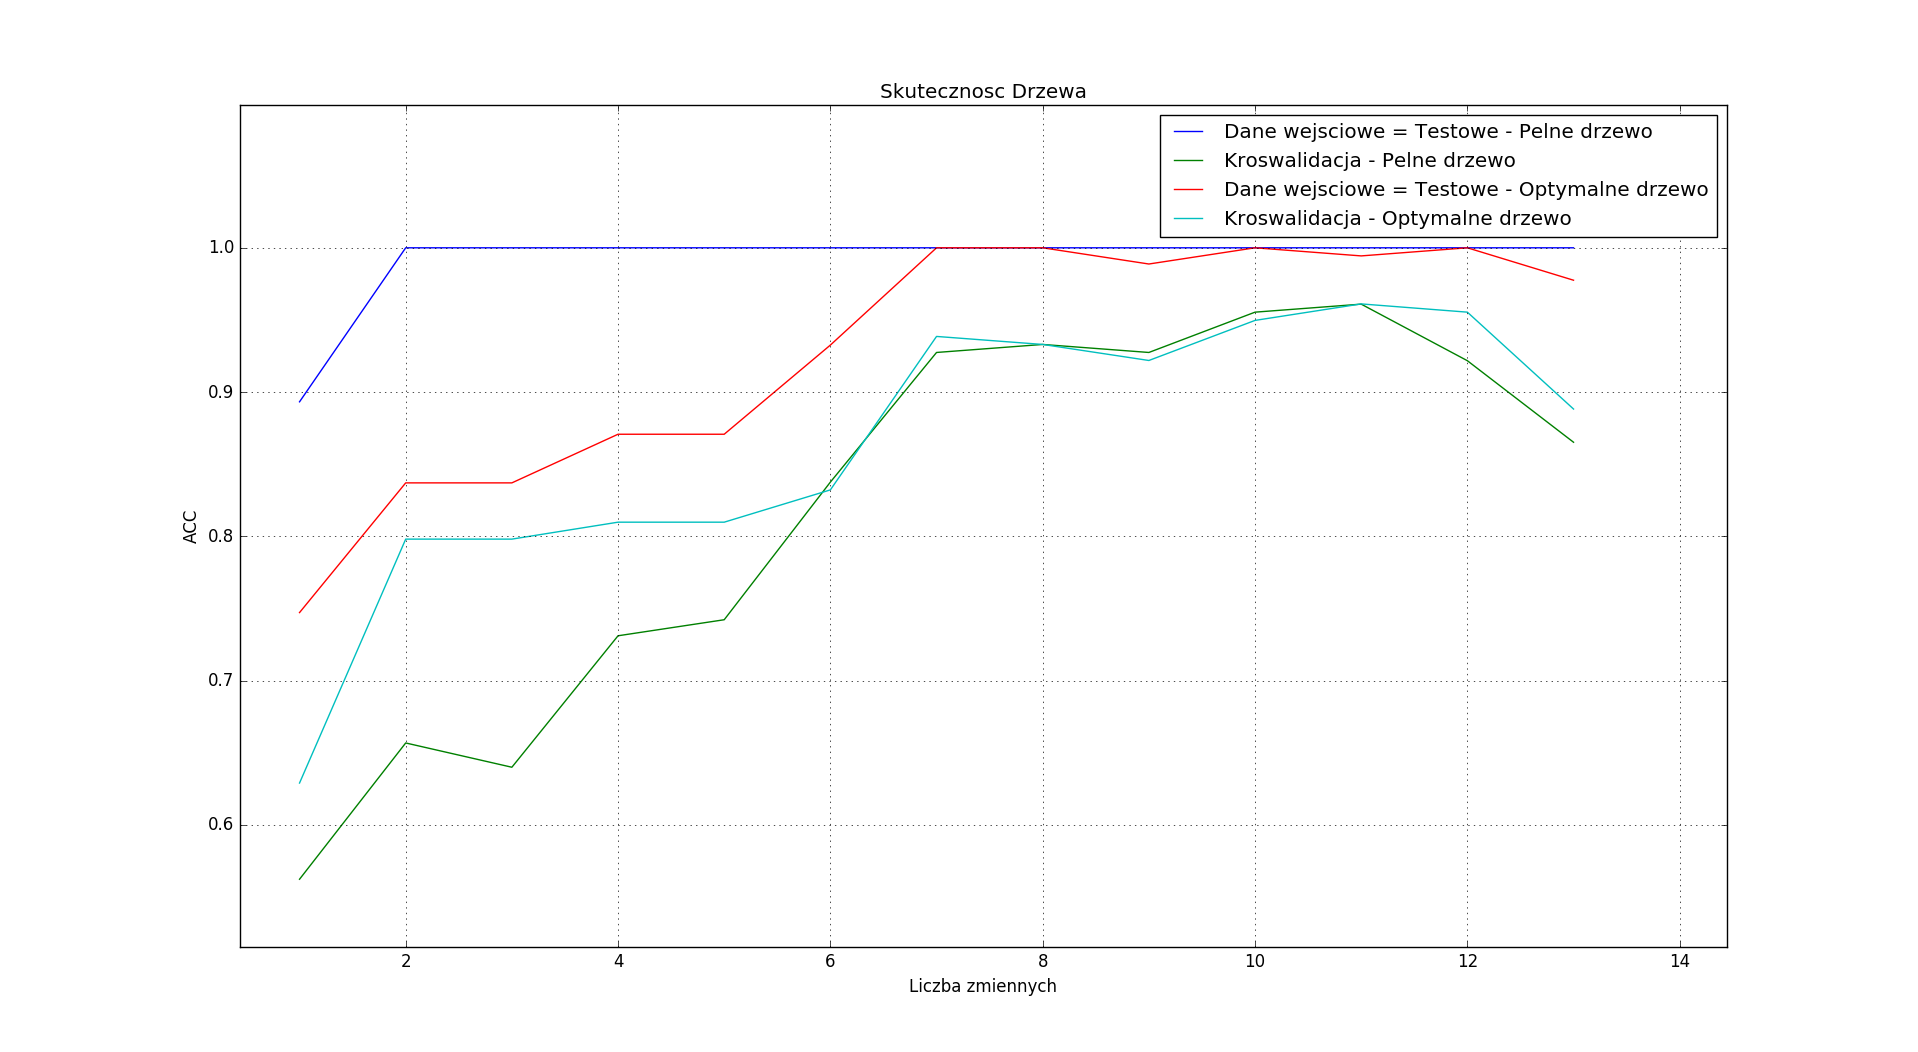 Skutecznosc Drzewa
Dane wejsciowe = Testowe - Pelne drzewo
Kroswalidacja - Pelne drzewo
Dane wejsciowe = Testowe - Optymalne drzewo
Kroswalidacja - Optymalne drzewo
1.0
0.9
0.8
0.7
0.6
ACC
2 4 6 8 10 12 14
Liczba zmiennych